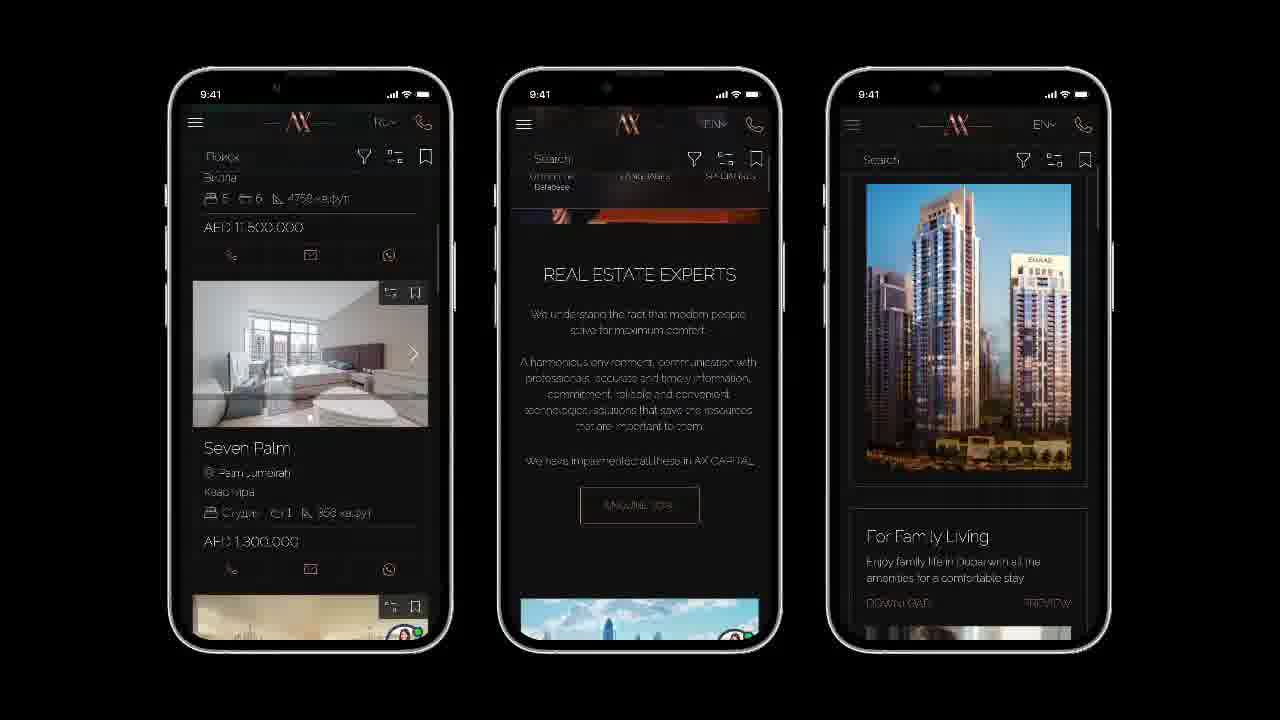 9:41
AX
Поиск
Вилла
6
4758 кв.фут
AED 11.500.000
Seven Palm
Palm Jumeirah
Квартира
Студия 1 958 кв.фут
AED 1.300.000
9:41
AX
EN
Search
Database
REAL ESTATE EXPERTS
We understand the fact that modern people
strive for maximum comfort.
A harmonious environment, communication with
professionals, accurate and timely information,
commitment, reliable and convenient
technological solutions that save the resources
that are important to them.
We have implemented all these in AX CAPITAL
9:41
AX
EN
Search
EMAAR
For Family Living
Enjoy family life in Dubai with all the
amenities for a comfortable stay
DOWNLOAD
PREVIEW